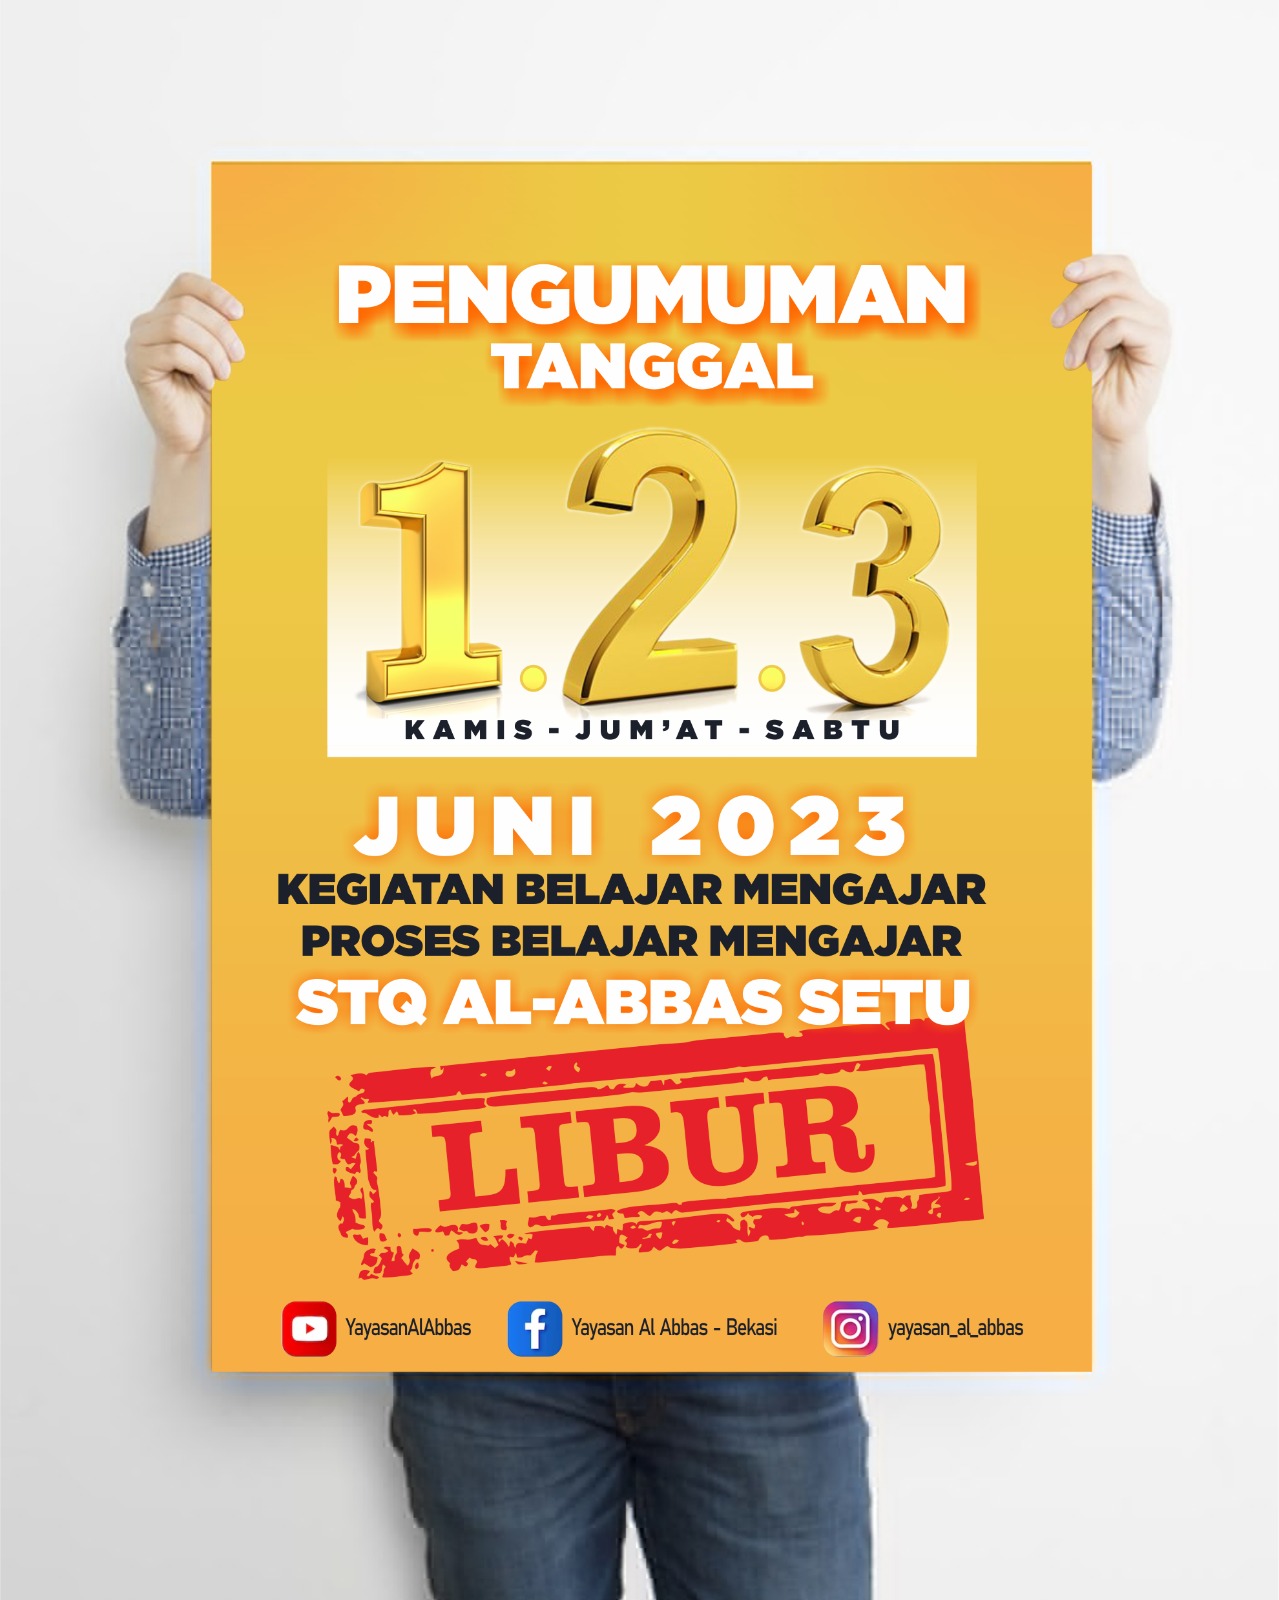 PENGUMUMAN
TANGGAL
1.2.3
KAMIS - JUM'AT - SABTU
JUNI 2023
KEGIATAN BELAJAR MENGAJAR
PROSES BELAJAR MENGAJAR
STQ AL-ABBAS SETU
LIBUR
YayasanAlAbbas Yayasan Al Abbas - Bekasi yayasan_al_abbas